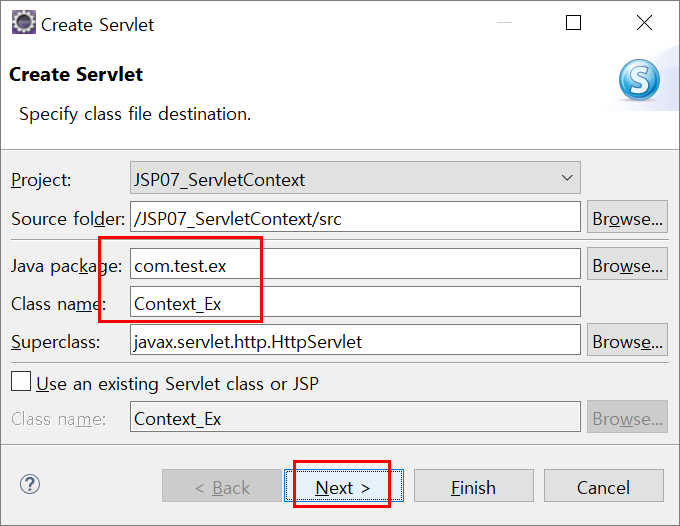 Create Servlet
Create Servlet
Specify class file destination.
S
Project: JSP07_ServletContext
Source folder: /JSP07_ServletContext/src Browse...
Java package: com.test.ex Browse...
Class name: Context_Ex
Superclass: javax.servlet.http.HttpServlet Browse...
Use an existing Servlet class or JSP
Class name: Context_Ex Browse...
? < Back Next > Finish Cancel